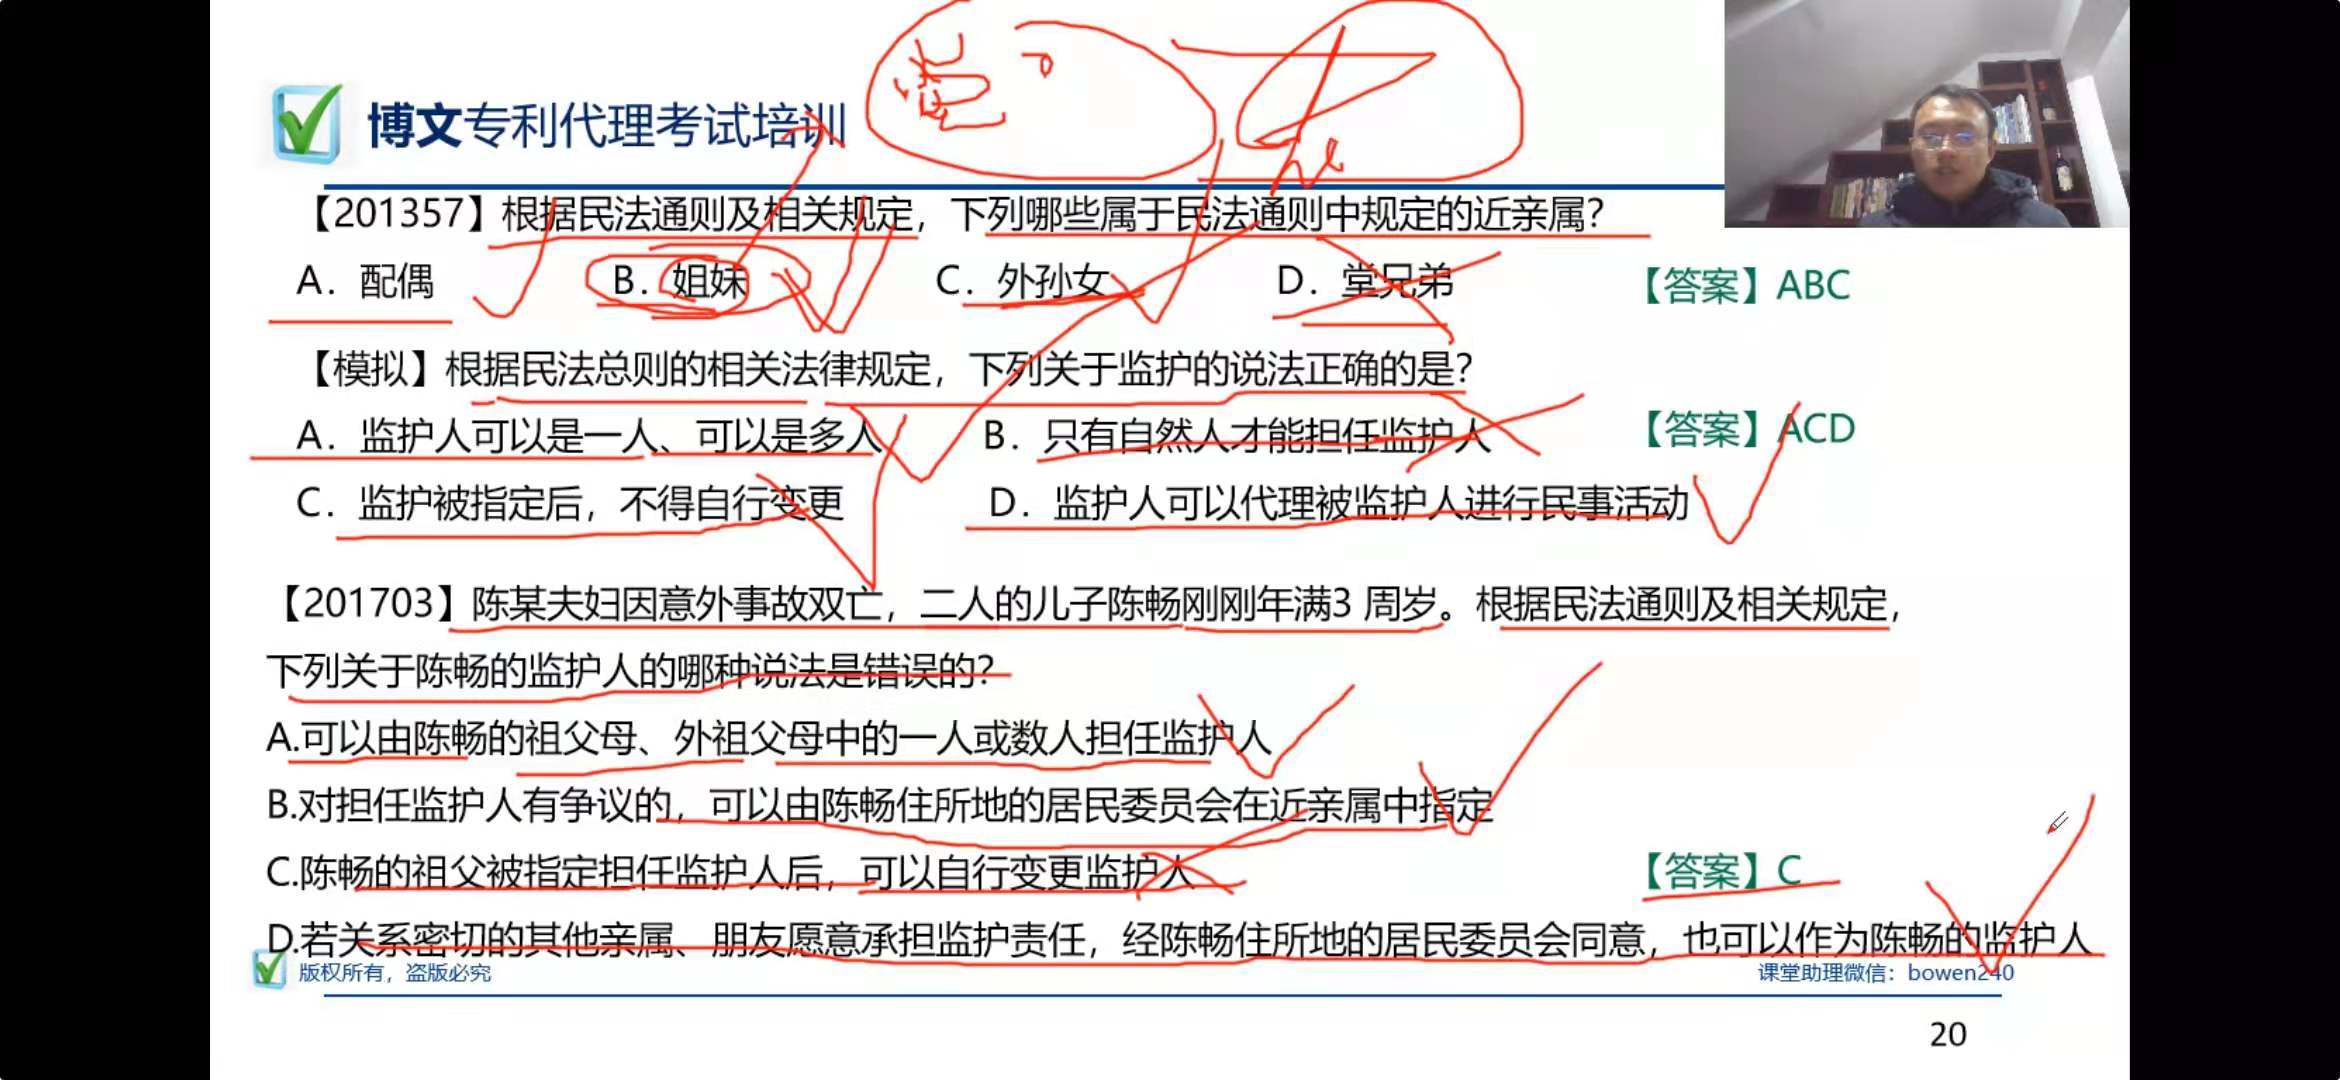 堂
博文专利代理考试培训
【201357】根据民法通则及相关规定，下列哪些属于民法通则中规定的近亲属？
A．配偶 B．姐妹 C．外孙女 D．堂兄弟 【答案】ABC
【模拟】根据民法总则的相关法律规定，下列关于监护的说法正确的是？
A．监护人可以是一人、可以是多人 B．只有自然人才能担任监护人 【答案】ACD
C．监护被指定后，不得自行变更 D．监护人可以代理被监护人进行民事活动
【201703】陈某夫妇因意外事故双亡，二人的儿子陈畅刚刚年满3 周岁。根据民法通则及相关规定，
下列关于陈畅的监护人的哪种说法是错误的？
A.可以由陈畅的祖父母、外祖父母中的一人或数人担任监护人
B.对担任监护人有争议的，可以由陈畅住所地的居民委员会在近亲属中指定
C.陈畅的祖父被指定担任监护人后，可以自行变更监护人 【答案】C
D.若关系密切的其他亲属、朋友愿意承担监护责任，经陈畅住所地的居民委员会同意，也可以作为陈畅的监护人
版权所有，盗版必究 课堂助理微信：bowen240
20